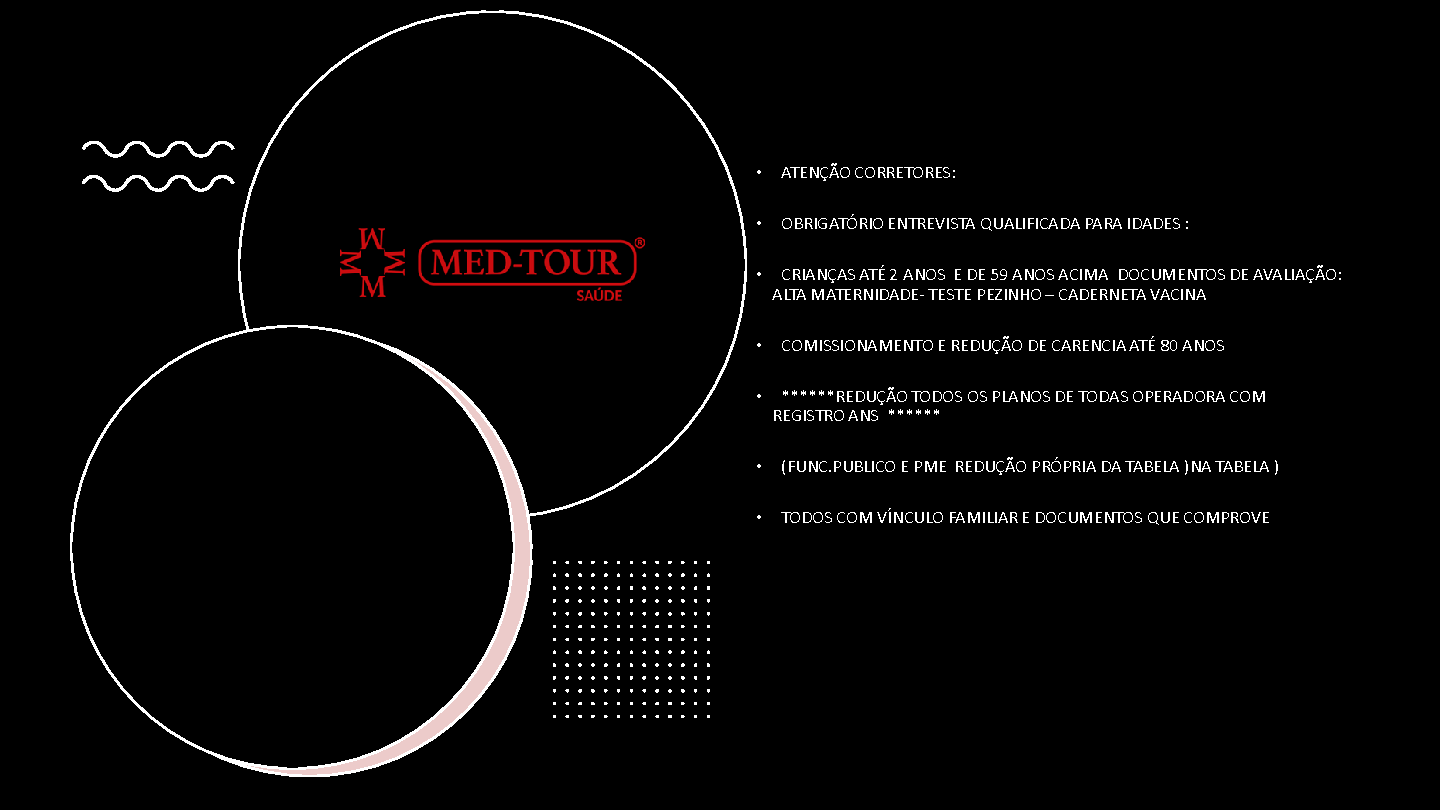 MED-TOUR®
SAÚDE
• ATENÇÃO CORRETORES:
• OBRIGATÓRIO ENTREVISTA QUALIFICADA PARA IDADES :
• CRIANÇAS ATÉ 2 ANOS E DE 59 ANOS ACIMA DOCUMENTOS DE AVALIAÇÃO:
ALTA MATERNIDADE- TESTE PEZINHO – CADERNETA VACINA
• COMISSIONAMENTO E REDUÇÃO DE CARENCIA ATÉ 80 ANOS
• ******REDUÇÃO TODOS OS PLANOS DE TODAS OPERADORA COM
REGISTRO ANS ******
• (FUNC.PUBLICO E PME REDUÇÃO PRÓPRIA DA TABELA )NA TABELA )
• TODOS COM VÍNCULO FAMILIAR E DOCUMENTOS QUE COMPROVE